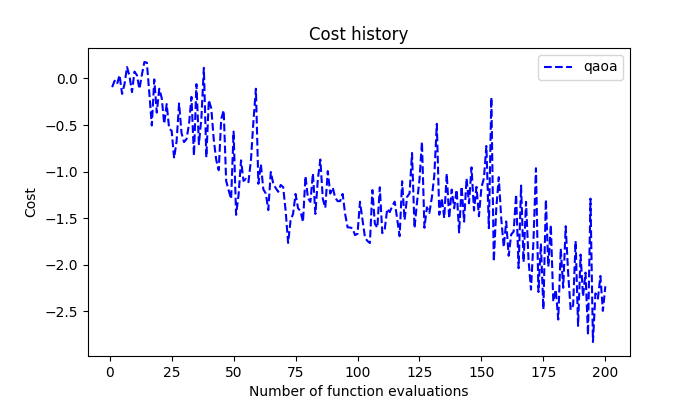 Cost history
qaoa
Cost
0.0
−0.5
−1.0
−1.5
−2.0
−2.5
0 25 50 75 100 125 150 175 200
Number of function evaluations